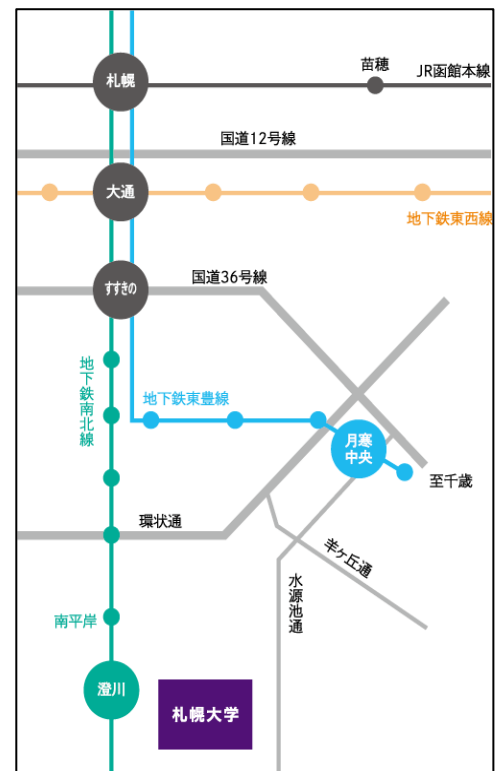 苗穂
JR函館本線
札幌
国道12号線
大通
地下鉄東西線
国道36号線
すすきの
地下鉄南北線
地下鉄東豊線
月寒
中央
至千歳
環状通
羊ヶ丘通
水源池通
南平岸
澄川
札幌大学